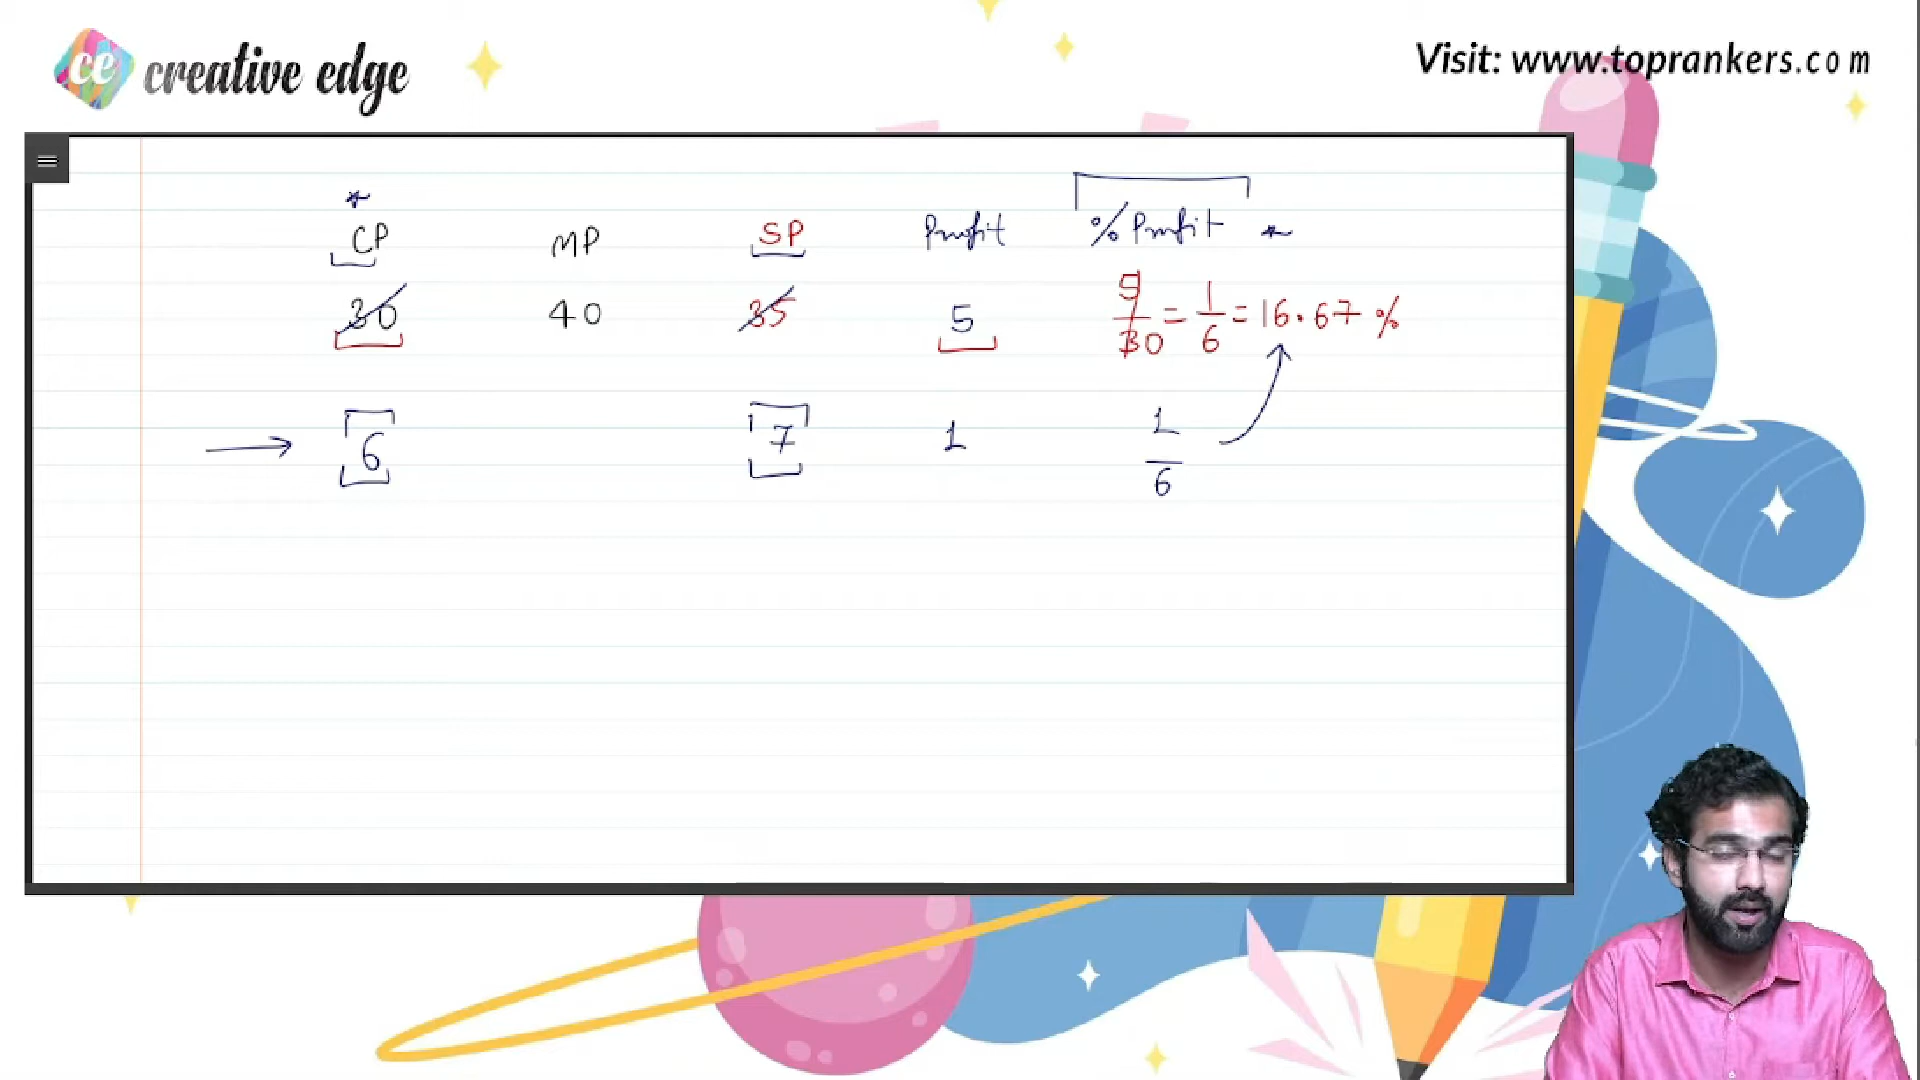 ce creative edge
Visit: www.toprankers.com
*
CP MP SP Profit % Profit *
30 40 35 5 5/30 = 1/6 = 16.67 %
→ 6 7 1 1/6